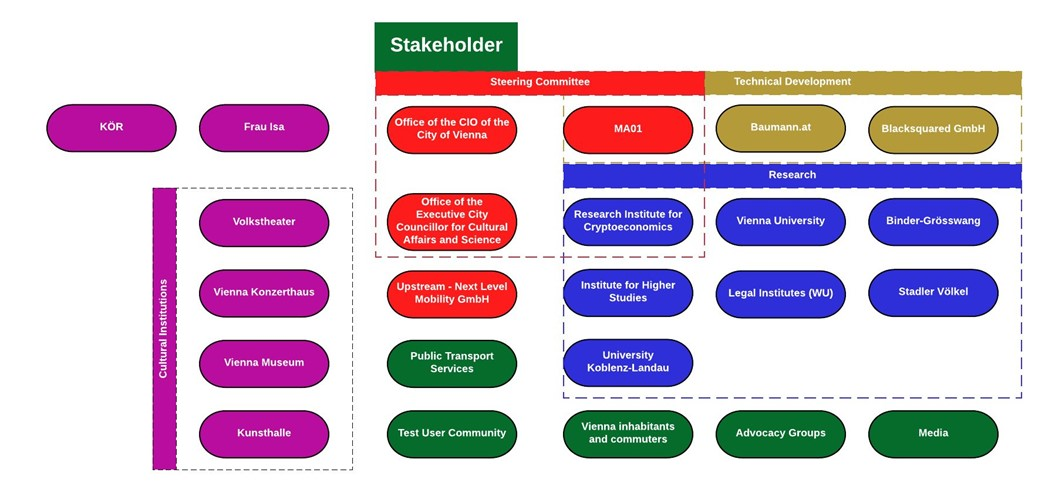 Stakeholder
Steering Committee
Technical Development
KÖR
Frau Isa
Office of the CIO of the
City of Vienna
MA01
Baumann.at
Blacksquared GmbH
Research
Cultural Institutions
Volkstheater
Office of the
Executive City
Councillor for Cultural
Affairs and Science
Research Institute for
Cryptoeconomics
Vienna University
Binder-Grösswang
Vienna Konzerthaus
Upstream - Next Level
Mobility GmbH
Institute for Higher
Studies
Legal Institutes (WU)
Stadler Völkel
Vienna Museum
Public Transport
Services
University
Koblenz-Landau
Kunsthalle
Test User Community
Vienna inhabitants
and commuters
Advocacy Groups
Media